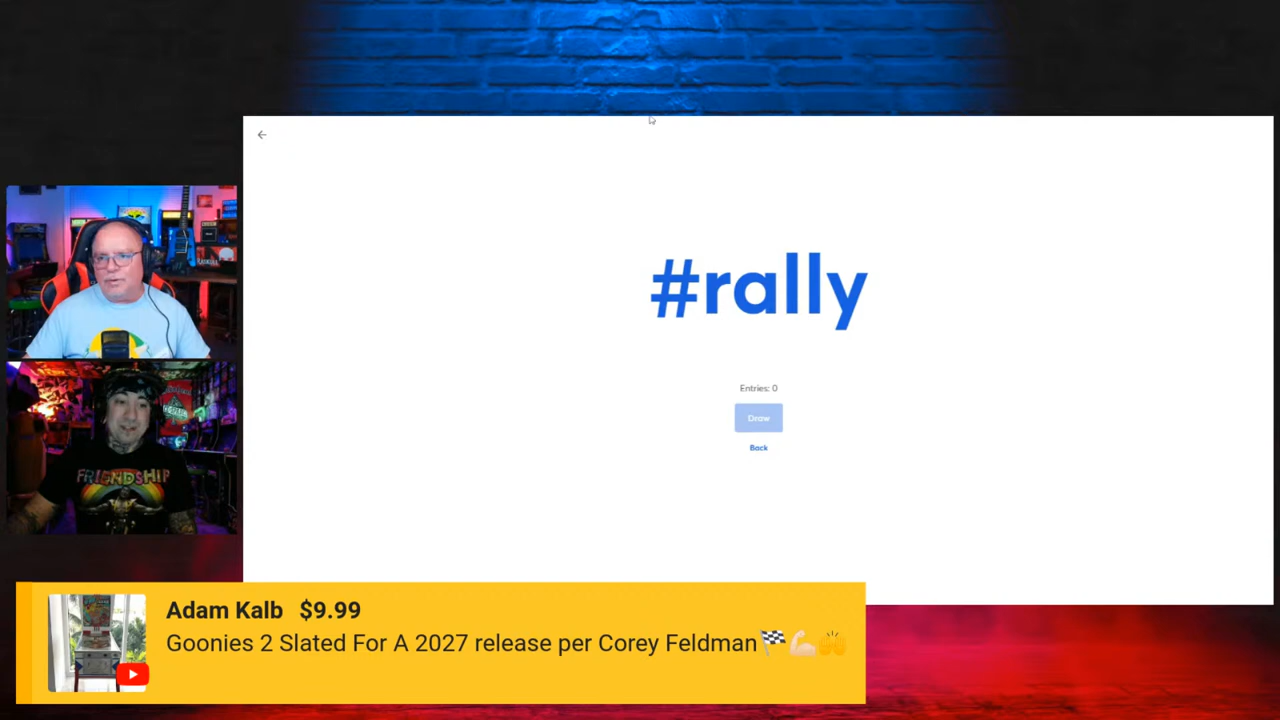 #rally
Entries: 0
Draw
Back
FRIENDSHIP
Adam Kalb $9.99
Goonies 2 Slated For A 2027 release per Corey Feldman🏁💪🏻🙌